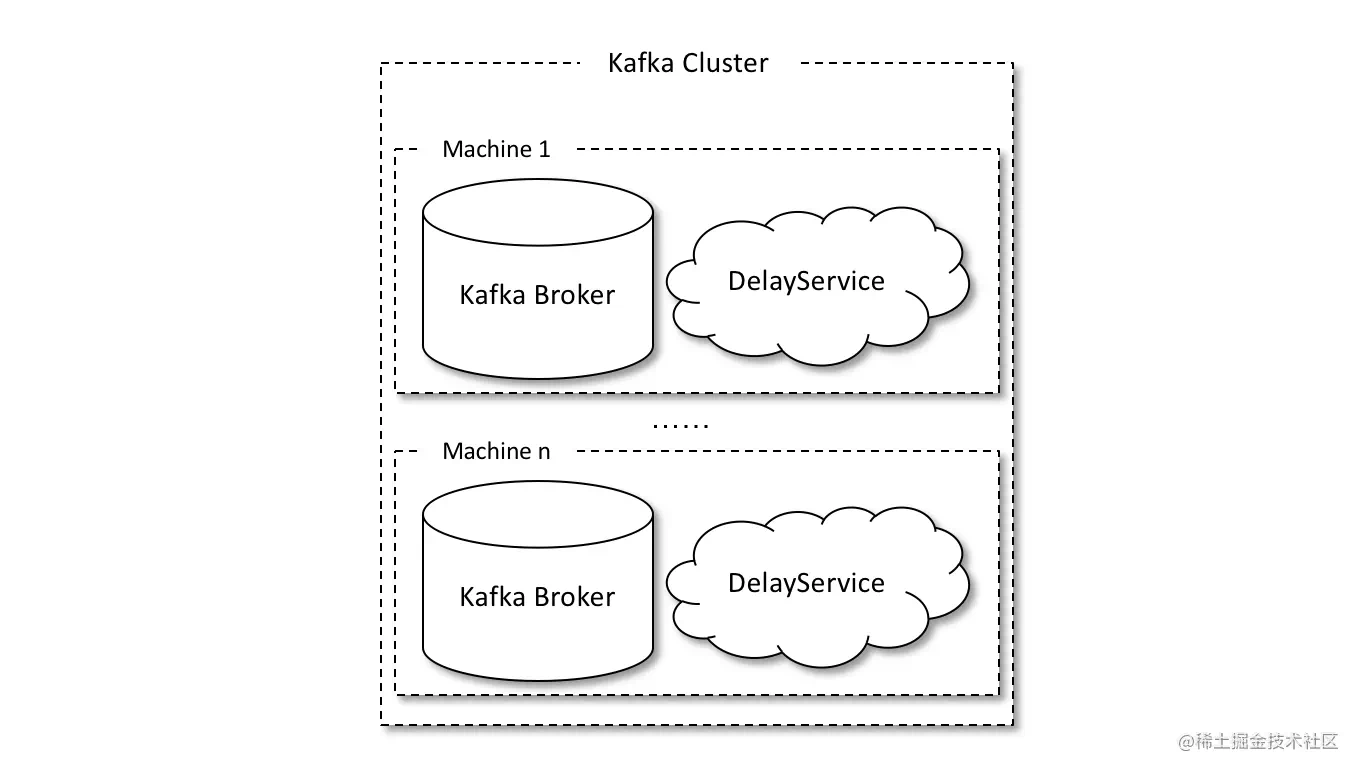 Kafka Cluster
Machine 1
Kafka Broker
DelayService
......
Machine n
Kafka Broker
DelayService
@稀土掘金技术社区